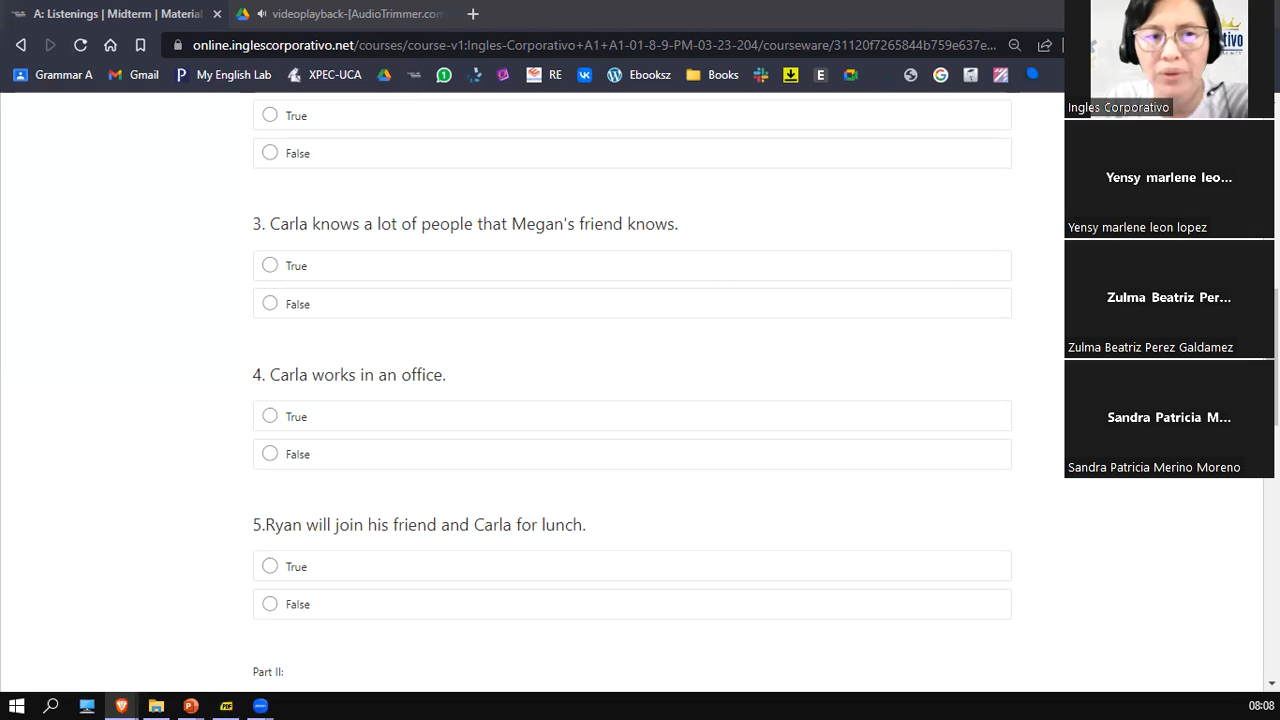 A: Listenings | Midterm | Material
videoplayback-[AudioTrimmer.com
online.inglescorporativo.net/courses/course-v1:Ingles-Corporativo+A1+A1-01-8-9-PM-03-23-204/courseware/31120f7265844b759e637e...
Grammar A
Gmail
My English Lab
XPEC-UCA
RE
WordPress
Ebooksz
Books
True
False
3. Carla knows a lot of people that Megan's friend knows.
True
False
4. Carla works in an office.
True
False
5.Ryan will join his friend and Carla for lunch.
True
False
Part II:
Ingles Corporativo
Yensy marlene leo...
Yensy marlene leon lopez
Zulma Beatriz Per...
Zulma Beatriz Perez Galdamez
Sandra Patricia M...
Sandra Patricia Merino Moreno
08:08